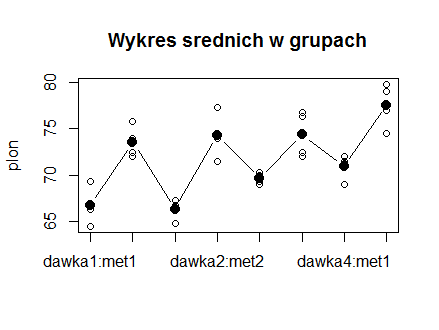 Wykres srednich w grupach
80
75
70
65
plon
dawka1:met1 dawka2:met2 dawka4:met1